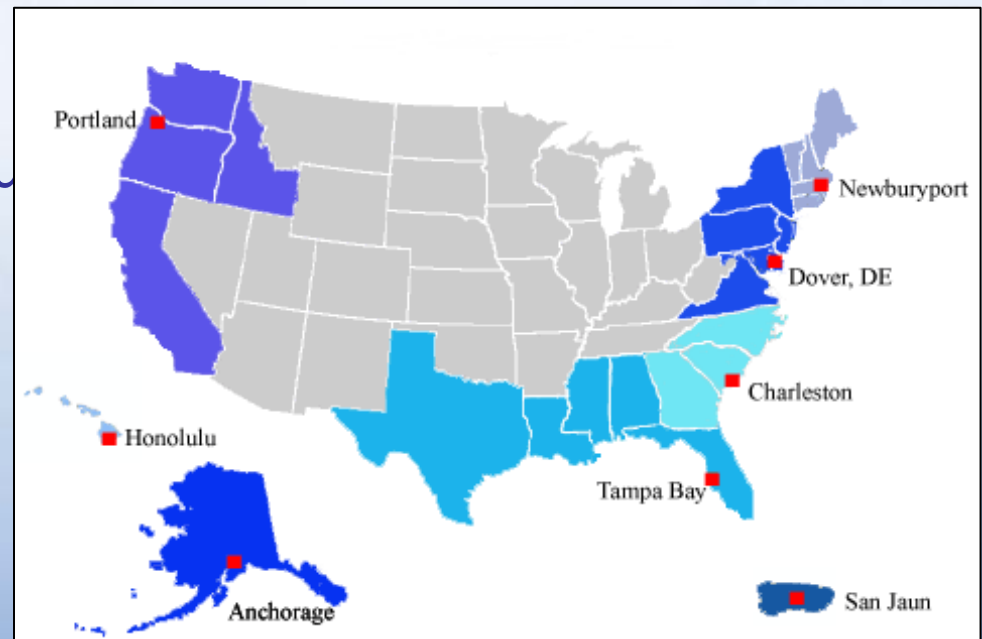 Portland
Newburyport
Dover, DE
Charleston
Honolulu
Tampa Bay
Anchorage
San Jaun